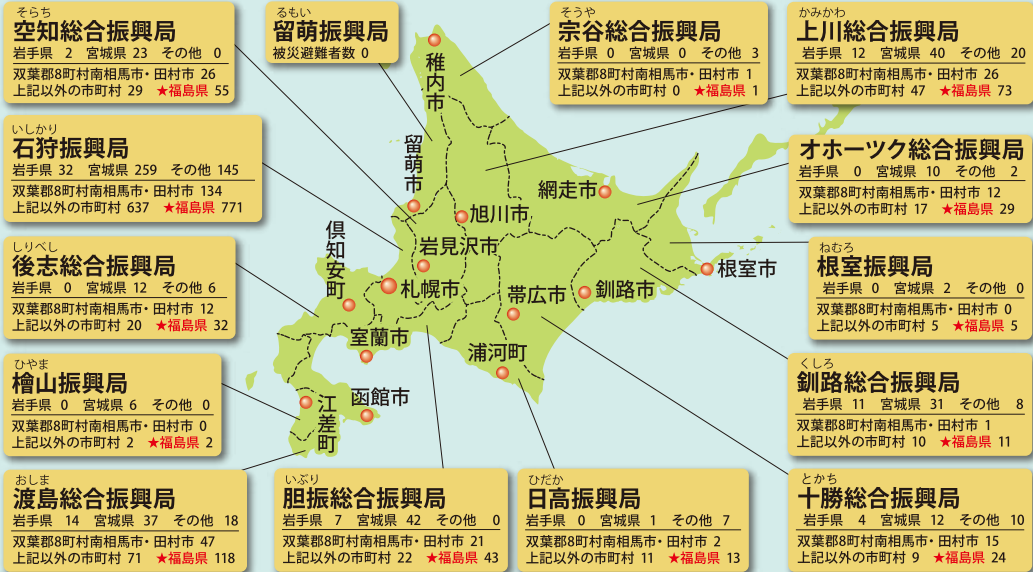 そらち
空知総合振興局
岩手県 2 宮城県 23 その他 0
双葉郡8町村南相馬市・田村市 26
上記以外の市町村 29 ★福島県 55
るもい
留萌振興局
被災避難者数 0
そうや
宗谷総合振興局
岩手県 0 宮城県 0 その他 3
双葉郡8町村南相馬市・田村市 1
上記以外の市町村 0 ★福島県 1
かみかわ
上川総合振興局
岩手県 12 宮城県 40 その他 20
双葉郡8町村南相馬市・田村市 26
上記以外の市町村 47 ★福島県 73
いしかり
石狩振興局
岩手県 32 宮城県 259 その他 145
双葉郡8町村南相馬市・田村市 134
上記以外の市町村 637 ★福島県 771
オホーツク総合振興局
岩手県 0 宮城県 10 その他 2
双葉郡8町村南相馬市・田村市 12
上記以外の市町村 17 ★福島県 29
しりべし
後志総合振興局
岩手県 0 宮城県 12 その他 6
双葉郡8町村南相馬市・田村市 12
上記以外の市町村 20 ★福島県 32
ねむろ
根室振興局
岩手県 0 宮城県 2 その他 0
双葉郡8町村南相馬市・田村市 0
上記以外の市町村 5 ★福島県 5
ひやま
檜山振興局
岩手県 0 宮城県 6 その他 0
双葉郡8町村南相馬市・田村市 0
上記以外の市町村 2 ★福島県 2
くしろ
釧路総合振興局
岩手県 11 宮城県 31 その他 8
双葉郡8町村南相馬市・田村市 1
上記以外の市町村 10 ★福島県 11
おしま
渡島総合振興局
岩手県 14 宮城県 37 その他 18
双葉郡8町村南相馬市・田村市 47
上記以外の市町村 71 ★福島県 118
いぶり
胆振総合振興局
岩手県 7 宮城県 42 その他 0
双葉郡8町村南相馬市・田村市 21
上記以外の市町村 22 ★福島県 43
ひだか
日高振興局
岩手県 0 宮城県 1 その他 7
双葉郡8町村南相馬市・田村市 2
上記以外の市町村 11 ★福島県 13
とかち
十勝総合振興局
岩手県 4 宮城県 12 その他 10
双葉郡8町村南相馬市・田村市 15
上記以外の市町村 9 ★福島県 24
稚内市
留萌市
網走市
旭川市
岩見沢市
倶知安町
札幌市
帯広市
釧路市
根室市
室蘭市
浦河町
函館市
江差町